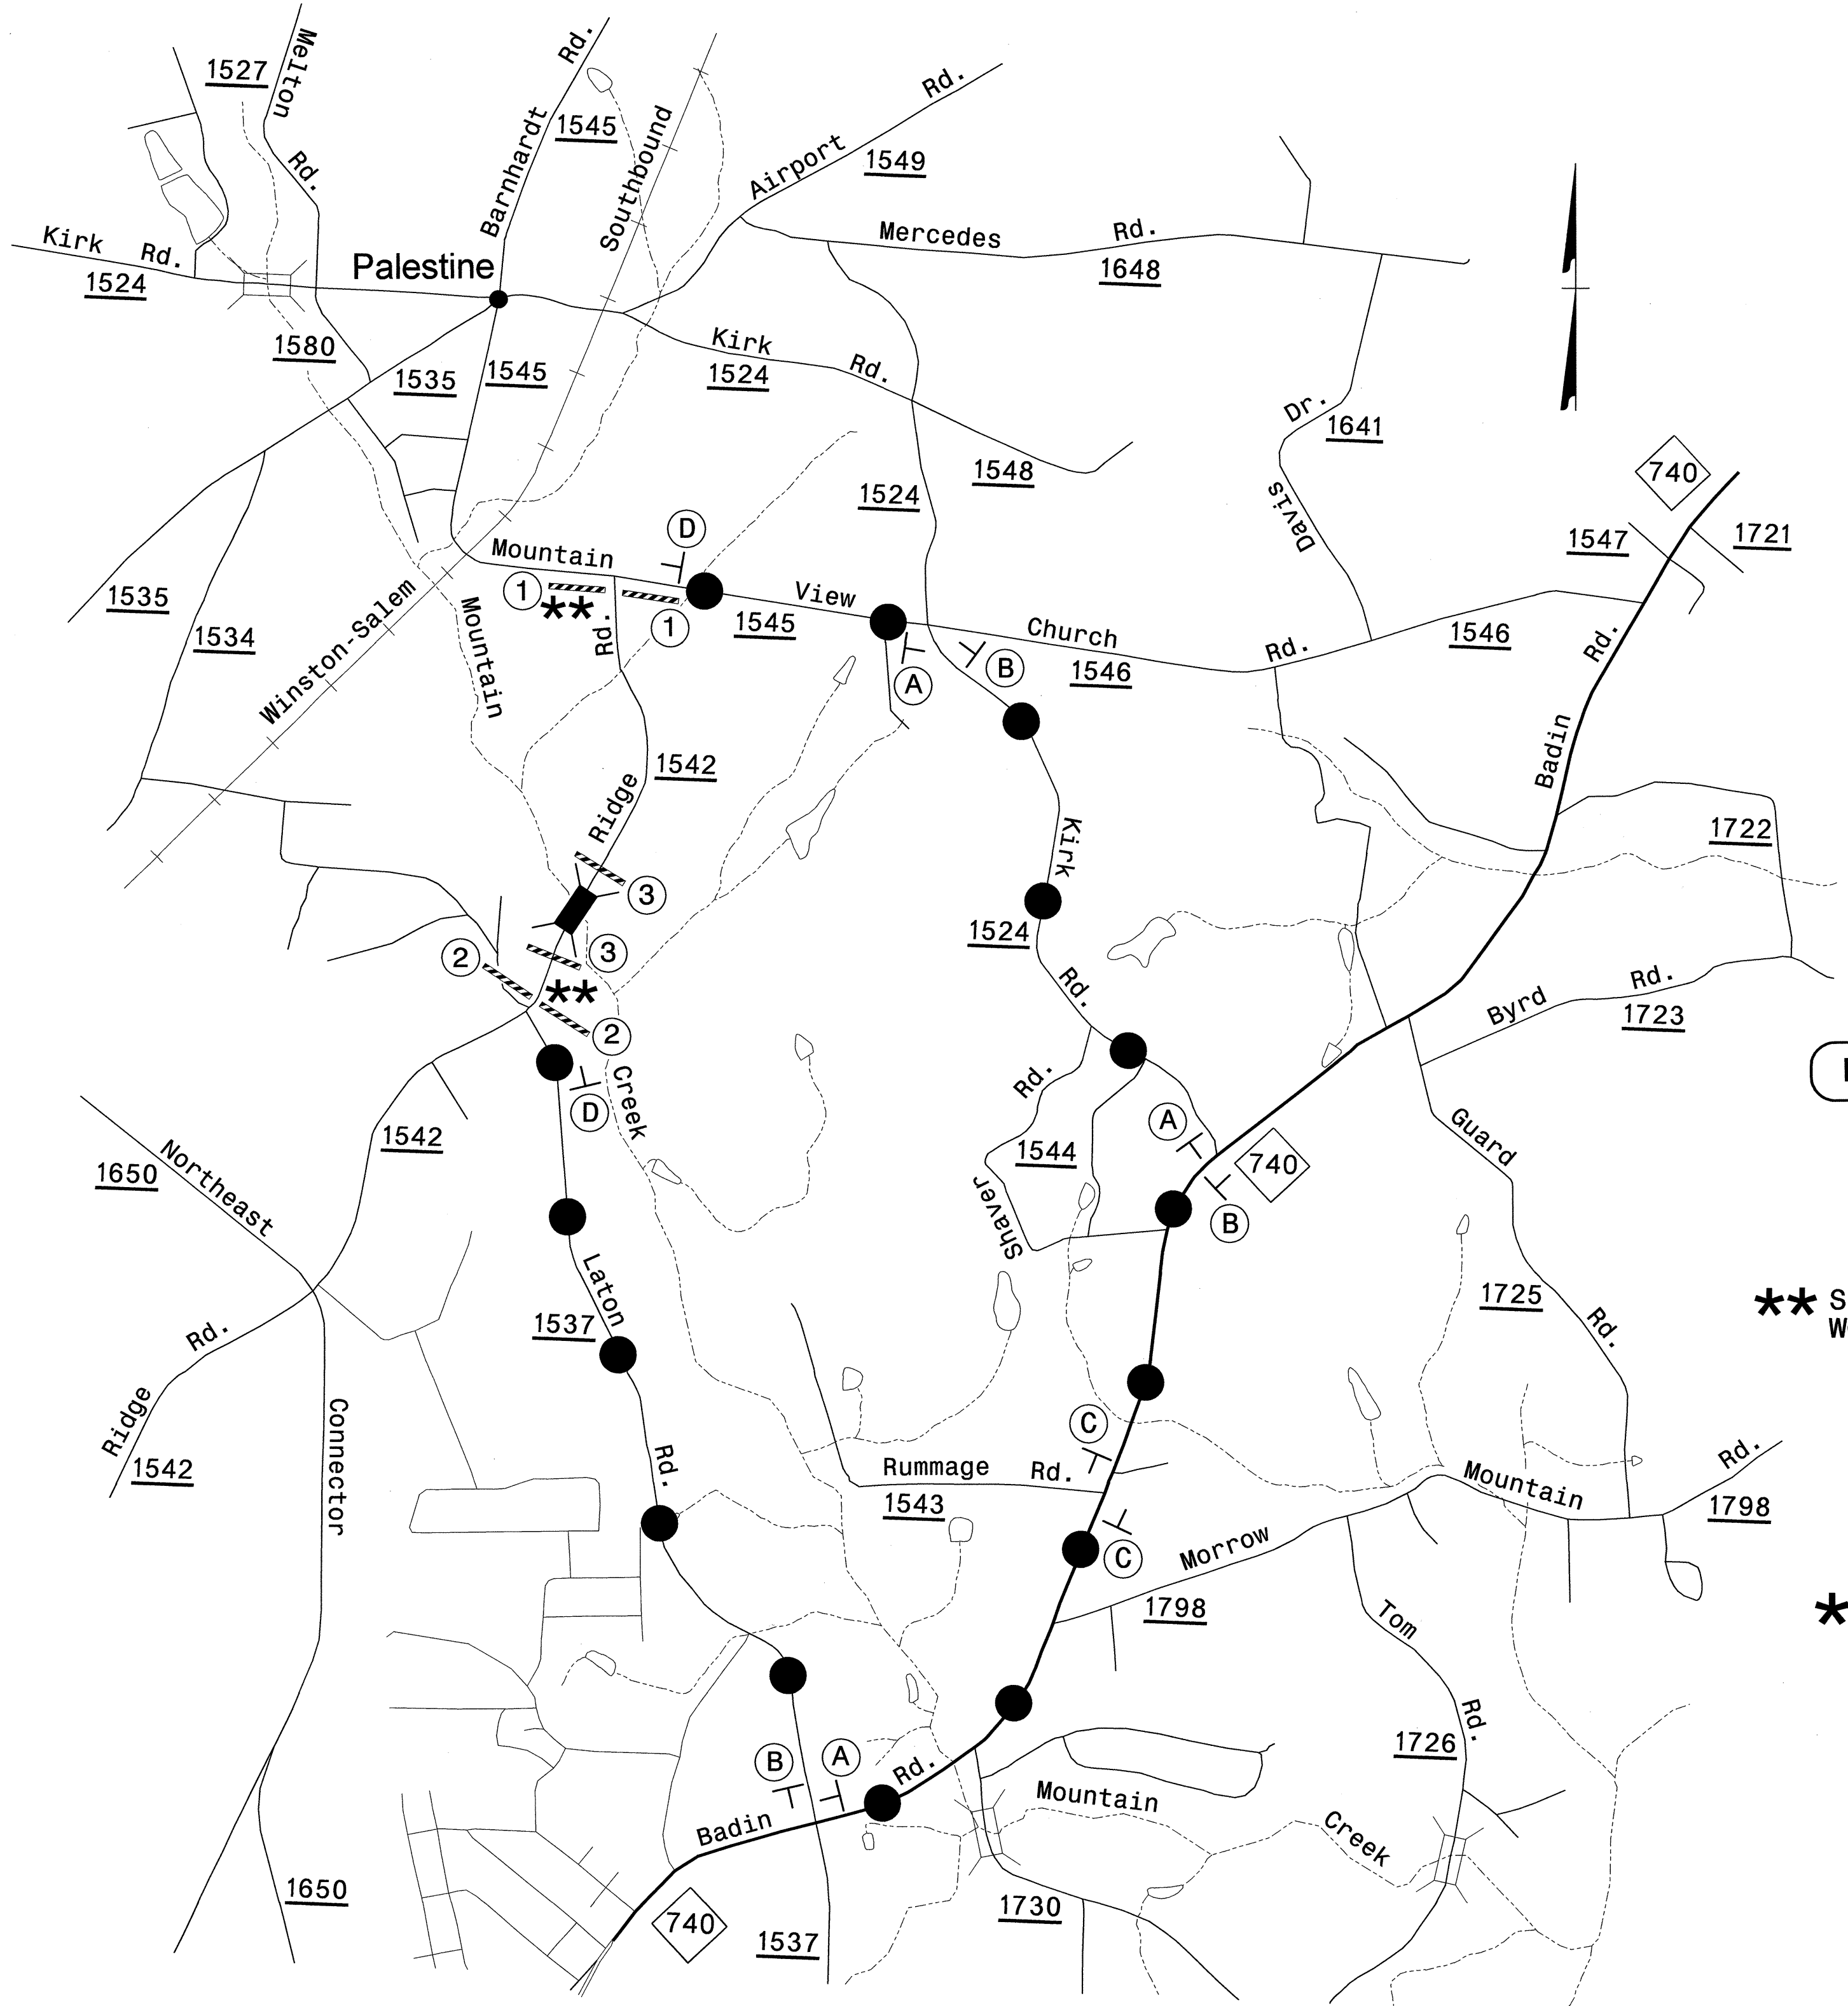 Melton
Rd.
1527
Barnhardt
Rd.
1545
Southbound
Airport
Rd.
1549
Mercedes
Rd.
1648
Kirk
Rd.
1524
Palestine
1580
1535
1545
Kirk
Rd.
1524
1548
1524
Davis
Dr.
1641
740
1547
1721
1535
1534
Winston-Salem
Mountain
D
Mountain
View
Church
Rd.
1
**
1
Rd.
1545
1546
1546
A
B
Badin
Rd.
1542
Ridge
Kirk
1722
3
1524
Rd.
2
3
**
2
Byrd
Rd.
1723
D
Creek
Rd.
1544
Shaver
A
740
B
Guard
Rd.
1725
Northeast
1650
1542
Laton
1537
Rd.
Ridge
Rd.
1542
Connector
** S
W
C
Rummage
Rd.
1543
C
Morrow
Mountain
Rd.
1798
1798
*
Tom
Rd.
1726
B
A
Badin
Rd.
Mountain
Creek
1650
740
1537
1730